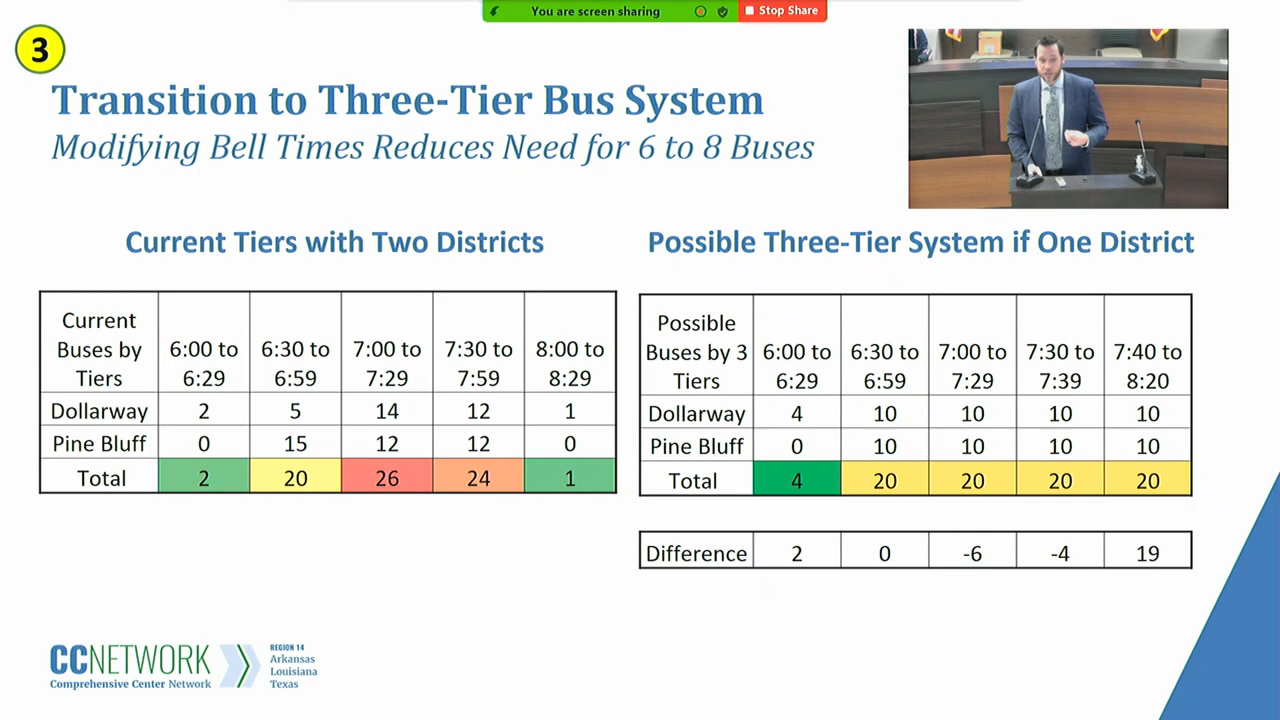 You are screen sharing
Stop Share
3
Transition to Three-Tier Bus System
Modifying Bell Times Reduces Need for 6 to 8 Buses
Current Tiers with Two Districts
Current Buses by Tiers 6:00 to 6:29 6:30 to 6:59 7:00 to 7:29 7:30 to 7:59 8:00 to 8:29
Dollarway 2 5 14 12 1
Pine Bluff 0 15 12 12 0
Total 2 20 26 24 1
Possible Three-Tier System if One District
Possible Buses by 3 Tiers 6:00 to 6:29 6:30 to 6:59 7:00 to 7:29 7:30 to 7:39 7:40 to 8:20
Dollarway 4 10 10 10 10
Pine Bluff 0 10 10 10 10
Total 4 20 20 20 20
Difference 2 0 -6 -4 19
CCNETWORK
Comprehensive Center Network
REGION 14
Arkansas
Louisiana
Texas